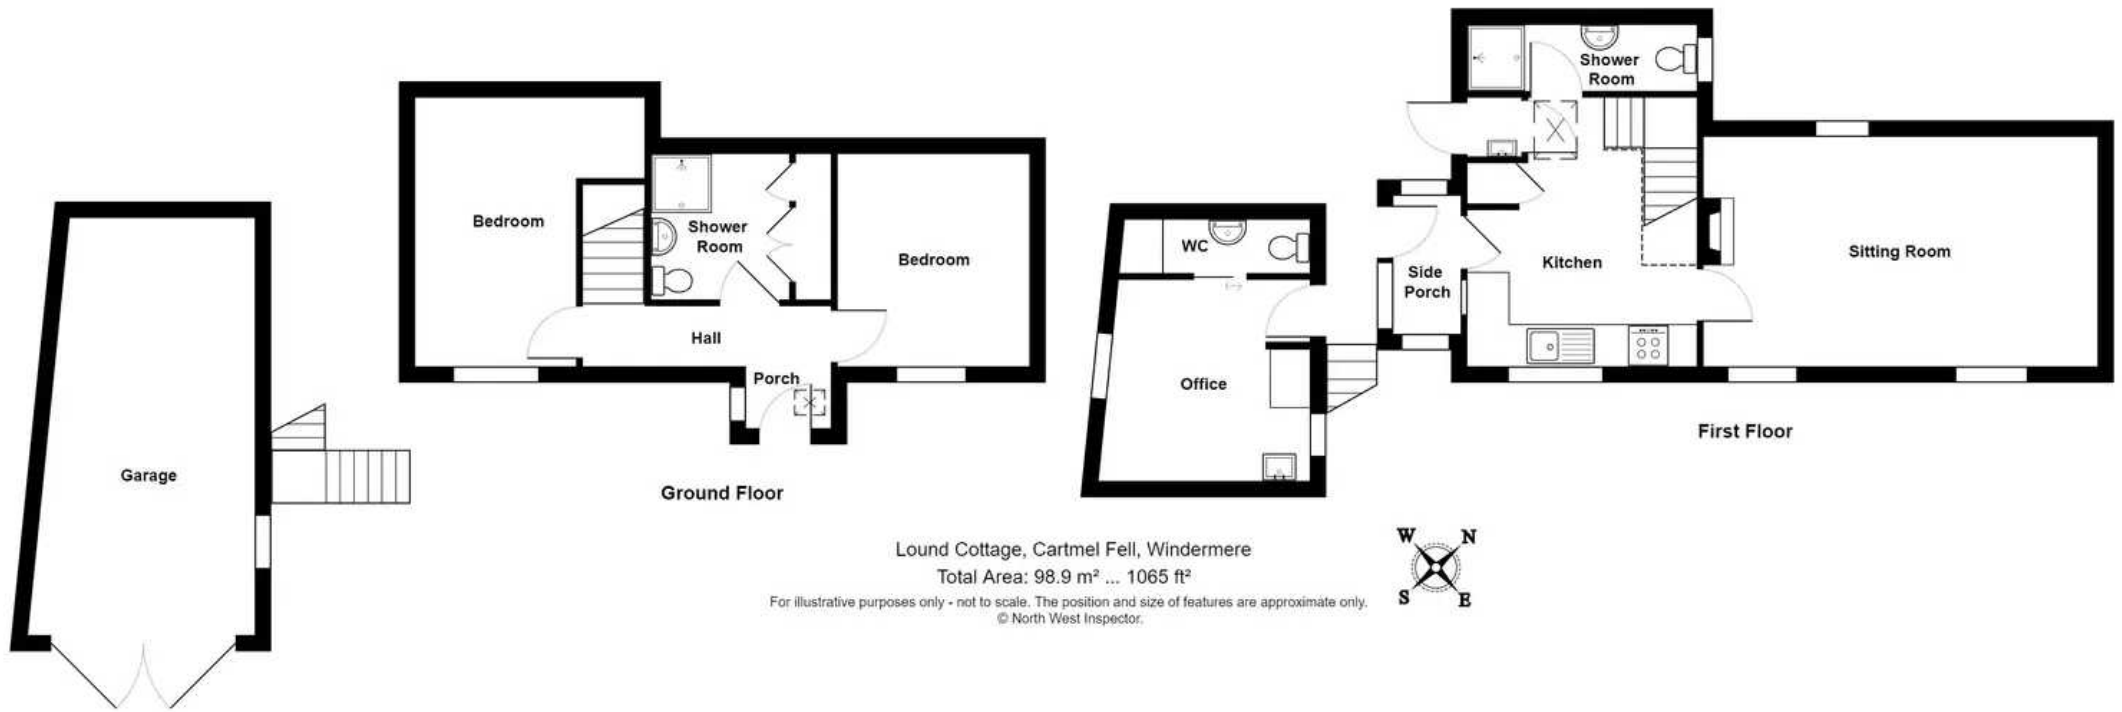 Garage
Bedroom
Shower
Room
Bedroom
Hall
Porch
Ground Floor
WC
Office
Side
Porch
Shower
Room
Kitchen
Sitting Room
First Floor
Lound Cottage, Cartmel Fell, Windermere
Total Area: 98.9 m² ... 1065 ft²
For illustrative purposes only - not to scale. The position and size of features are approximate only.
© North West Inspector.
W N
S E